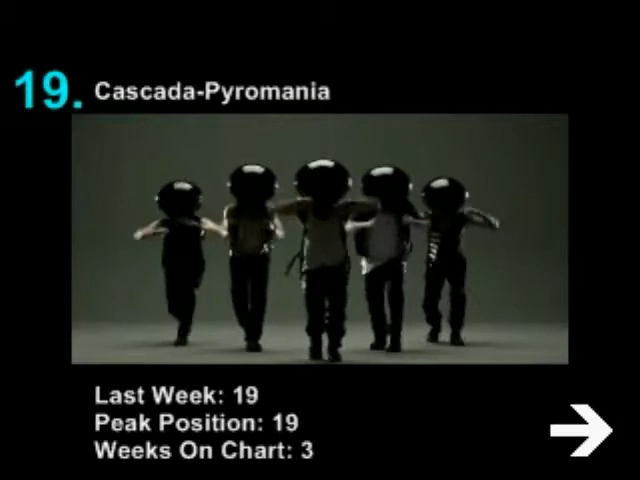 19. Cascada-Pyromania
Last Week: 19
Peak Position: 19
Weeks On Chart: 3